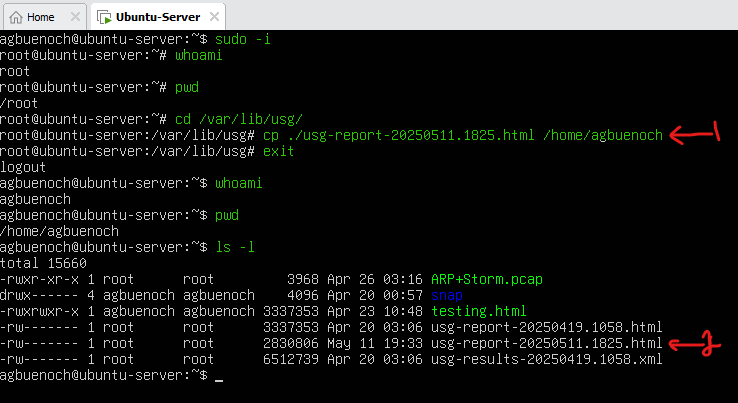 Home × Ubuntu-Server ×
agbuenoch@ubuntu-server:~$ sudo -i
root@ubuntu-server:~# whoami
root
root@ubuntu-server:~# pwd
/root
root@ubuntu-server:~# cd /var/lib/usg/
root@ubuntu-server:/var/lib/usg# cp ./usg-report-20250511.1825.html /home/agbuenoch 1
root@ubuntu-server:/var/lib/usg# exit
logout
agbuenoch@ubuntu-server:~$ whoami
agbuenoch
agbuenoch@ubuntu-server:~$ pwd
/home/agbuenoch
agbuenoch@ubuntu-server:~$ ls -l
total 15660
-rwxr-xr-x 1 root root 3968 Apr 26 03:16 ARP+Storm.pcap
drwx------ 4 agbuenoch agbuenoch 4096 Apr 20 00:57 snap
-rwxrwxr-x 1 agbuenoch agbuenoch 3337353 Apr 23 10:48 testing.html
-rw------- 1 root root 3337353 Apr 20 03:06 usg-report-20250419.1058.html
-rw------- 1 root root 2830806 May 11 19:33 usg-report-20250511.1825.html 2
-rw------- 1 root root 6512739 Apr 20 03:06 usg-results-20250419.1058.xml
agbuenoch@ubuntu-server:~$ _